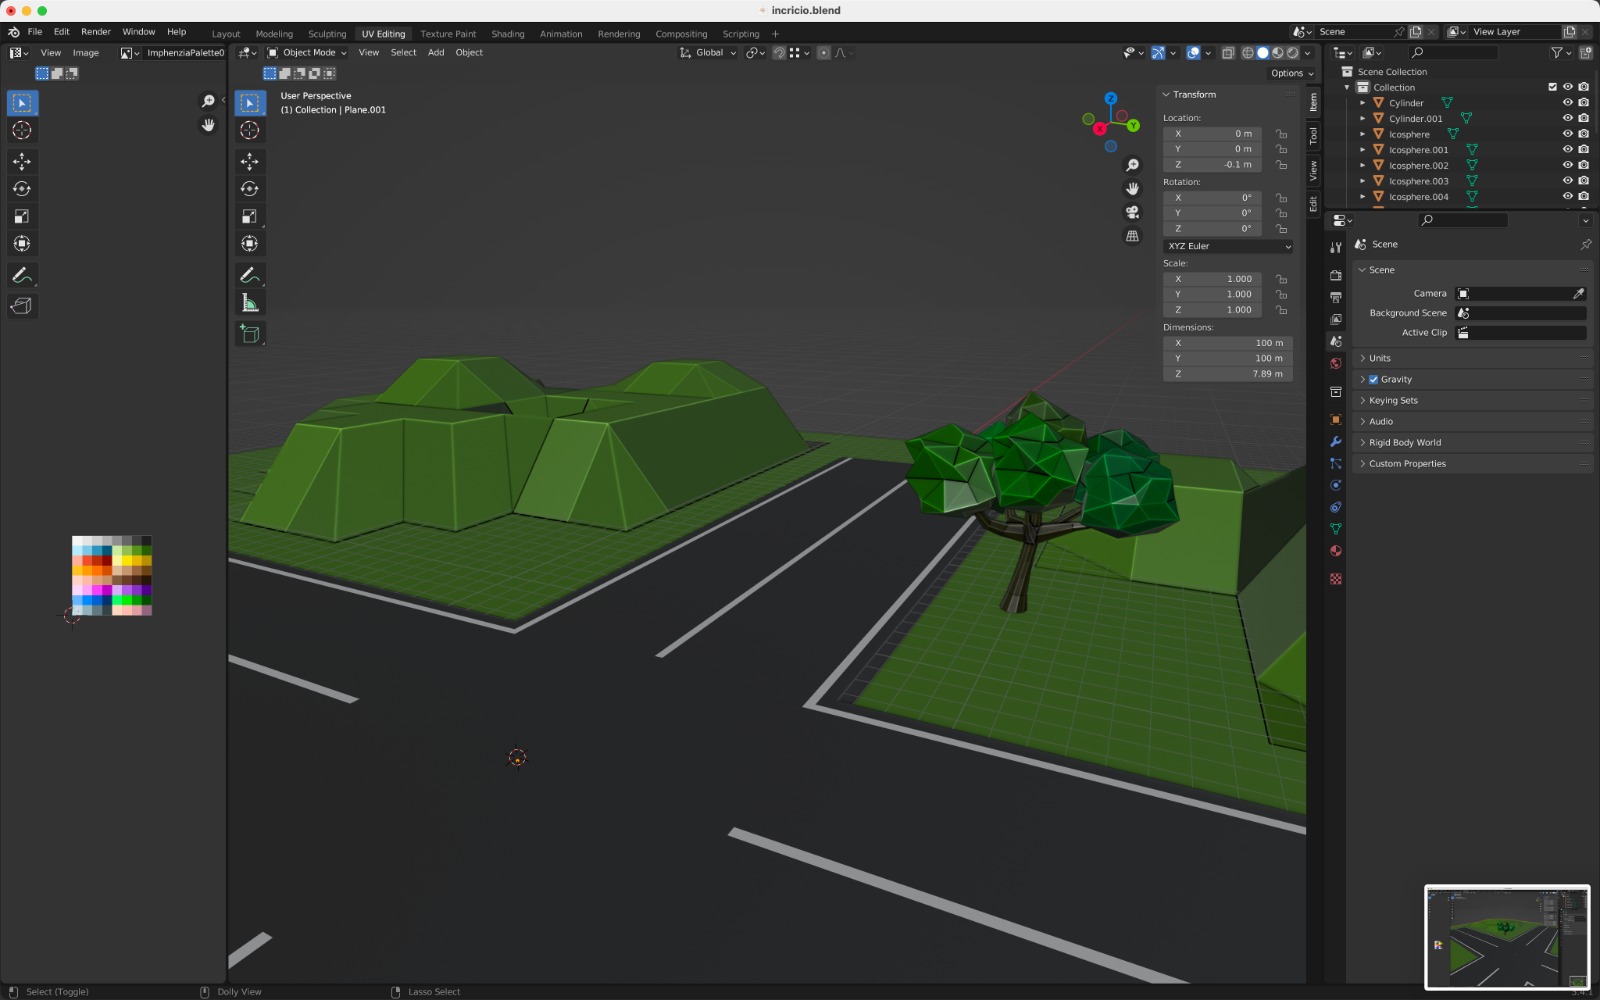 incricio.blend
File Edit Render Window Help Layout Modeling Sculpting UV Editing Texture Paint Shading Animation Rendering Compositing Scripting + Scene View Layer
View Image ImphenziaPalette0 Object Mode View Select Add Object Global
Options
User Perspective
(1) Collection | Plane.001
Z
Y
X
Transform
Location:
X 0 m
Y 0 m
Z -0.1 m
Rotation:
X 0°
Y 0°
Z 0°
XYZ Euler
Scale:
X 1.000
Y 1.000
Z 1.000
Dimensions:
X 100 m
Y 100 m
Z 7.89 m
Item
Tool
View
Edit
Scene Collection
Collection
Cylinder
Cylinder.001
Icosphere
Icosphere.001
Icosphere.002
Icosphere.003
Icosphere.004
Scene
Scene
Camera
Background Scene
Active Clip
Units
Gravity
Keying Sets
Audio
Rigid Body World
Custom Properties
Select (Toggle) Dolly View Lasso Select